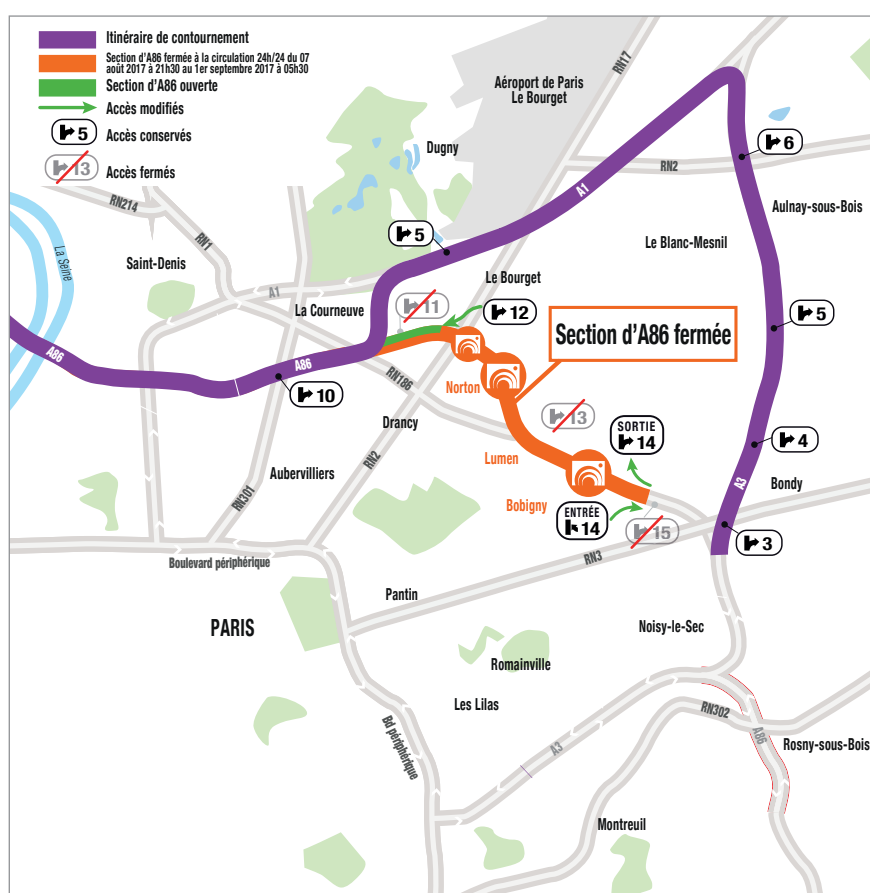 Itinéraire de contournement
Section d'A86 fermée à la circulation 24h/24 du 07
août 2017 à 21h30 au 1er septembre 2017 à 05h30
Section d'A86 ouverte
Accès modifiés
5 Accès conservés
13 Accès fermés
Aéroport de Paris
Le Bourget
RN17
Dugny
6
RN2
Aulnay-sous-Bois
A1
RN214
RN1
La Seine
Saint-Denis
5
Le Blanc-Mesnil
Le Bourget
A1
La Courneuve
11
12
5
Section d'A86 fermée
A86
A86
10
RN186
Norton
13
Drancy
SORTIE
14
4
Lumen
RN2
Aubervilliers
RN301
A3
Bondy
Bobigny
ENTRÉE
14
15
3
RN3
Boulevard périphérique
Pantin
PARIS
Noisy-le-Sec
Romainville
Les Lilas
RN302
A86
Bd périphérique
A3
Rosny-sous-Bois
Montreuil